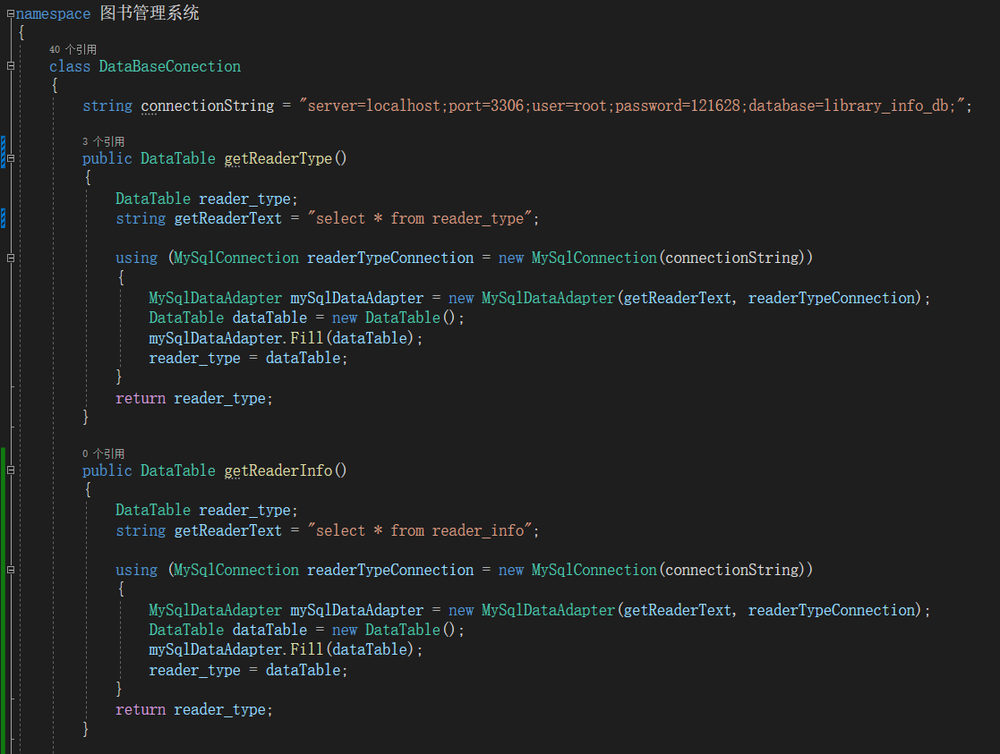 namespace 图书管理系统
{
40 个引用
class DataBaseConection
{
string connectionString = "server=localhost;port=3306;user=root;password=121628;database=library_info_db;";
3 个引用
public DataTable getReaderType()
{
DataTable reader_type;
string getReaderText = "select * from reader_type";
using (MySqlConnection readerTypeConnection = new MySqlConnection(connectionString))
{
MySqlDataAdapter mySqlDataAdapter = new MySqlDataAdapter(getReaderText, readerTypeConnection);
DataTable dataTable = new DataTable();
mySqlDataAdapter.Fill(dataTable);
reader_type = dataTable;
}
return reader_type;
}
0 个引用
public DataTable getReaderInfo()
{
DataTable reader_type;
string getReaderText = "select * from reader_info";
using (MySqlConnection readerTypeConnection = new MySqlConnection(connectionString))
{
MySqlDataAdapter mySqlDataAdapter = new MySqlDataAdapter(getReaderText, readerTypeConnection);
DataTable dataTable = new DataTable();
mySqlDataAdapter.Fill(dataTable);
reader_type = dataTable;
}
return reader_type;
}